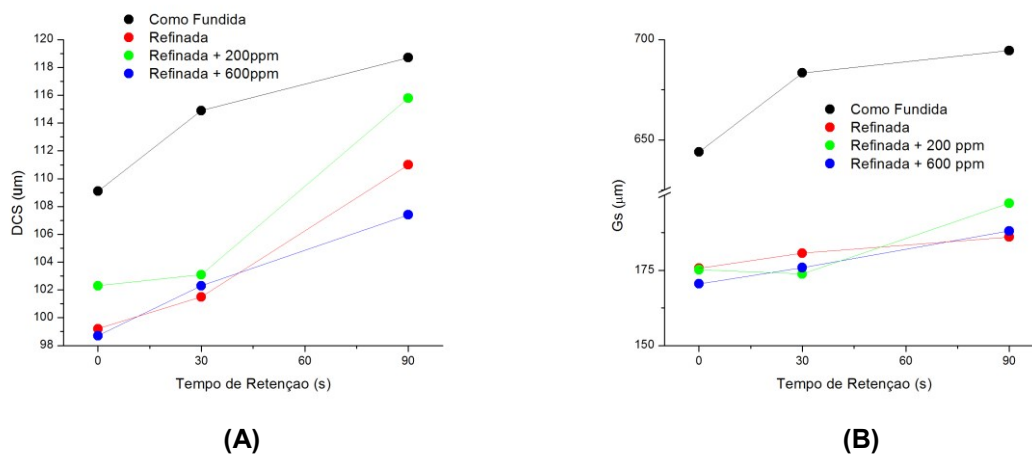 Como Fundida
Refinada
Refinada + 200ppm
Refinada + 600ppm
120
118
116
114
112
110
108
106
104
102
100
98
DCS (um)
0
30
60
90
Tempo de Retençao (s)
(A)
700
650
175
150
Gs (μm)
Como Fundida
Refinada
Refinada + 200 ppm
Refinada + 600 ppm
0
30
60
90
Tempo de Retençao (s)
(B)